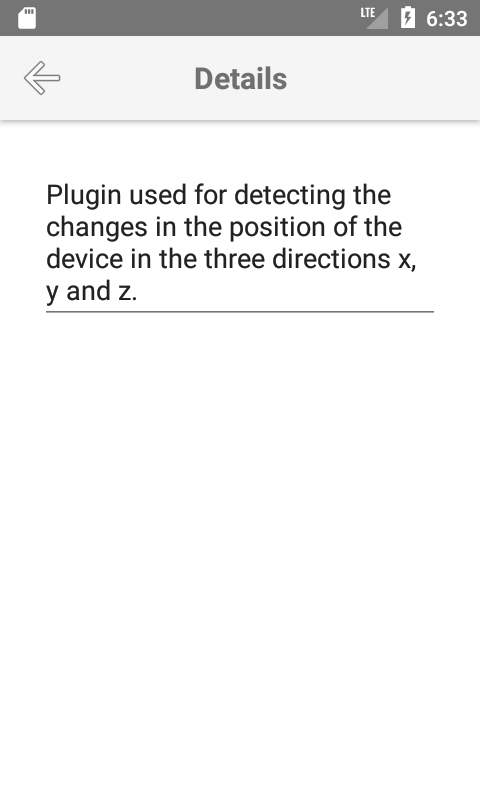 LTE 6:33
Details
Plugin used for detecting the
changes in the position of the
device in the three directions x,
y and z.